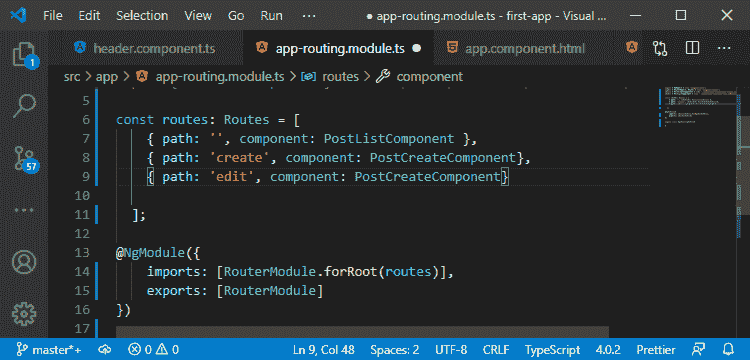 File Edit Selection View Go Run ··· ● app-routing.module.ts - first-app - Visual ...
header.component.ts app-routing.module.ts ● app.component.html ···
src > app > app-routing.module.ts > routes > component
1
57
5
6 const routes: Routes = [
7 { path: '', component: PostListComponent },
8 { path: 'create', component: PostCreateComponent},
9 { path: 'edit', component: PostCreateComponent}
10
11 ];
12
13 @NgModule({
14 imports: [RouterModule.forRoot(routes)],
15 exports: [RouterModule]
16 })
17
master*+ 0 0 Ln 9, Col 48 Spaces: 2 UTF-8 CRLF TypeScript 4.0.2 Prettier